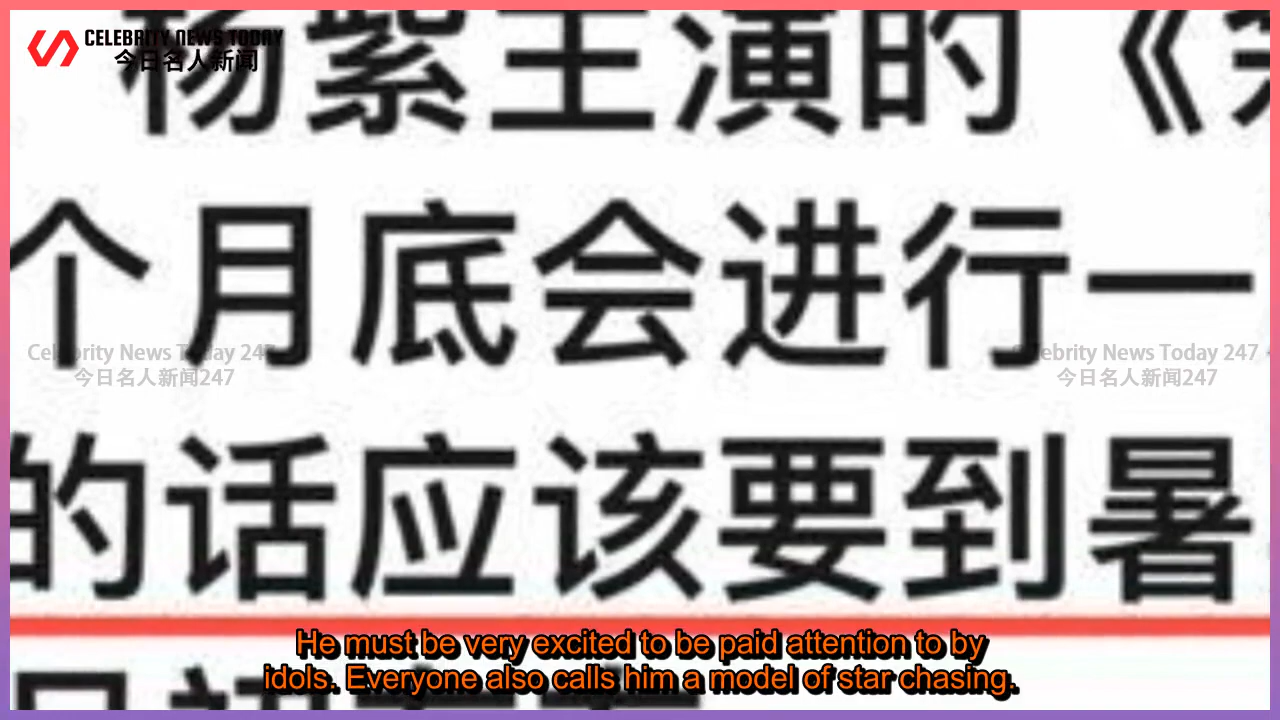 CELEBRITY NEWS TODAY
今日名人新闻
杨紫主演的《
个月底会进行一
Celebrity News Today 247
今日名人新闻247
Celebrity News Today 247
今日名人新闻247
的话应该要到暑
He must be very excited to be paid attention to by
idols. Everyone also calls him a model of star chasing.